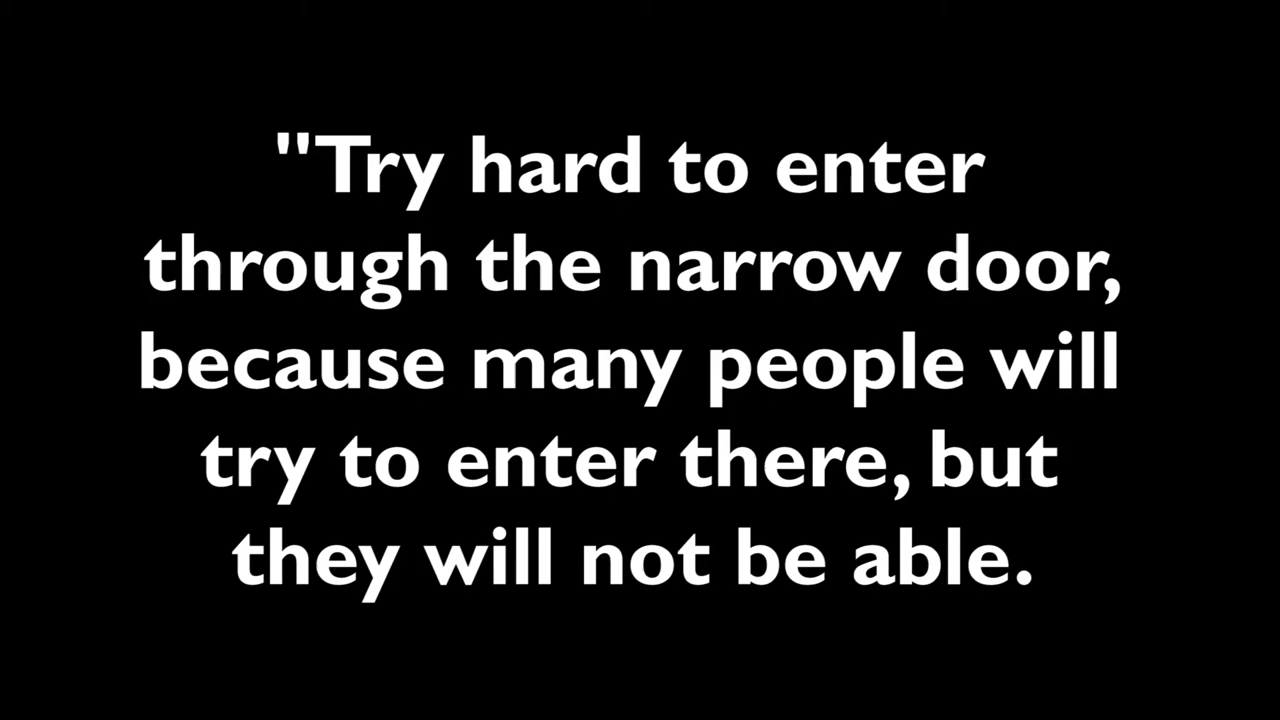 "Try hard to enter
through the narrow door,
because many people will
try to enter there, but
they will not be able.